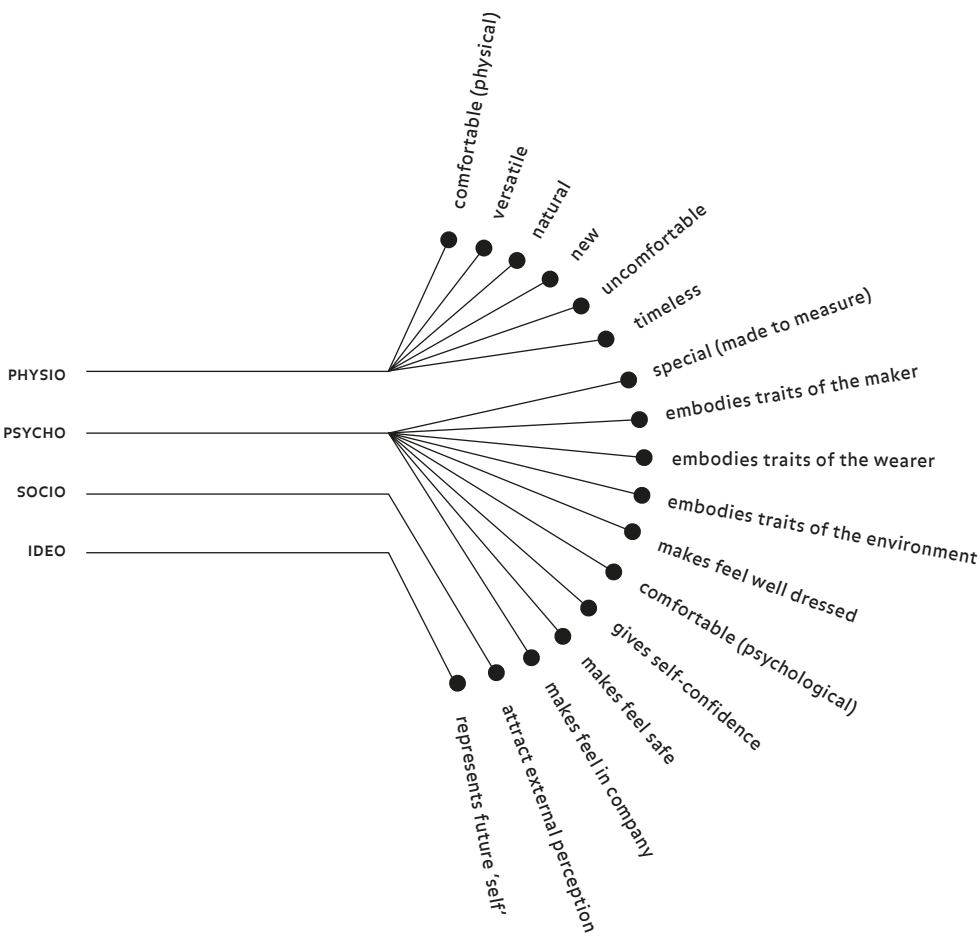 comfortable (physical)
versatile
natural
new
uncomfortable
timeless
special (made to measure)
embodies traits of the maker
embodies traits of the wearer
embodies traits of the environment
makes feel well dressed
comfortable (psychological)
gives self-confidence
makes feel safe
makes feel in company
attract external perception
represents future 'self'
PHYSIO
PSYCHO
SOCIO
IDEO